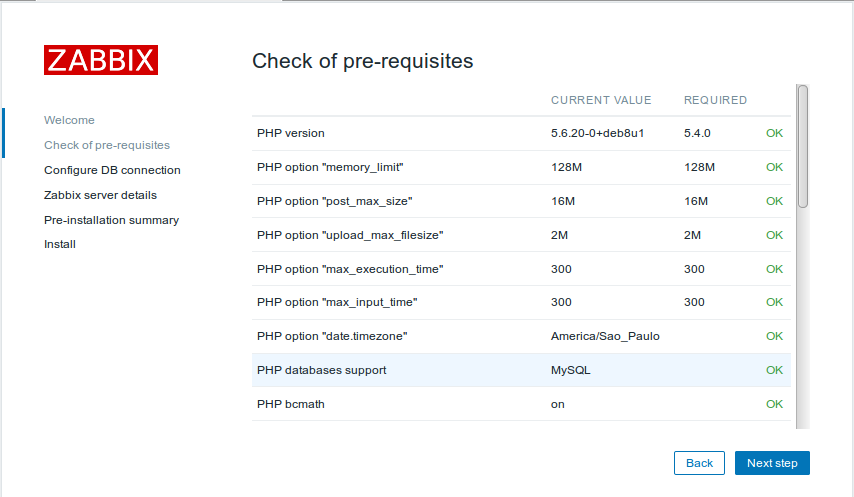 ZABBIX
Check of pre-requisites
Welcome
Check of pre-requisites
Configure DB connection
Zabbix server details
Pre-installation summary
Install
CURRENT VALUE REQUIRED
PHP version 5.6.20-0+deb8u1 5.4.0 OK
PHP option "memory_limit" 128M 128M OK
PHP option "post_max_size" 16M 16M OK
PHP option "upload_max_filesize" 2M 2M OK
PHP option "max_execution_time" 300 300 OK
PHP option "max_input_time" 300 300 OK
PHP option "date.timezone" America/Sao_Paulo OK
PHP databases support MySQL OK
PHP bcmath on OK
Back Next step